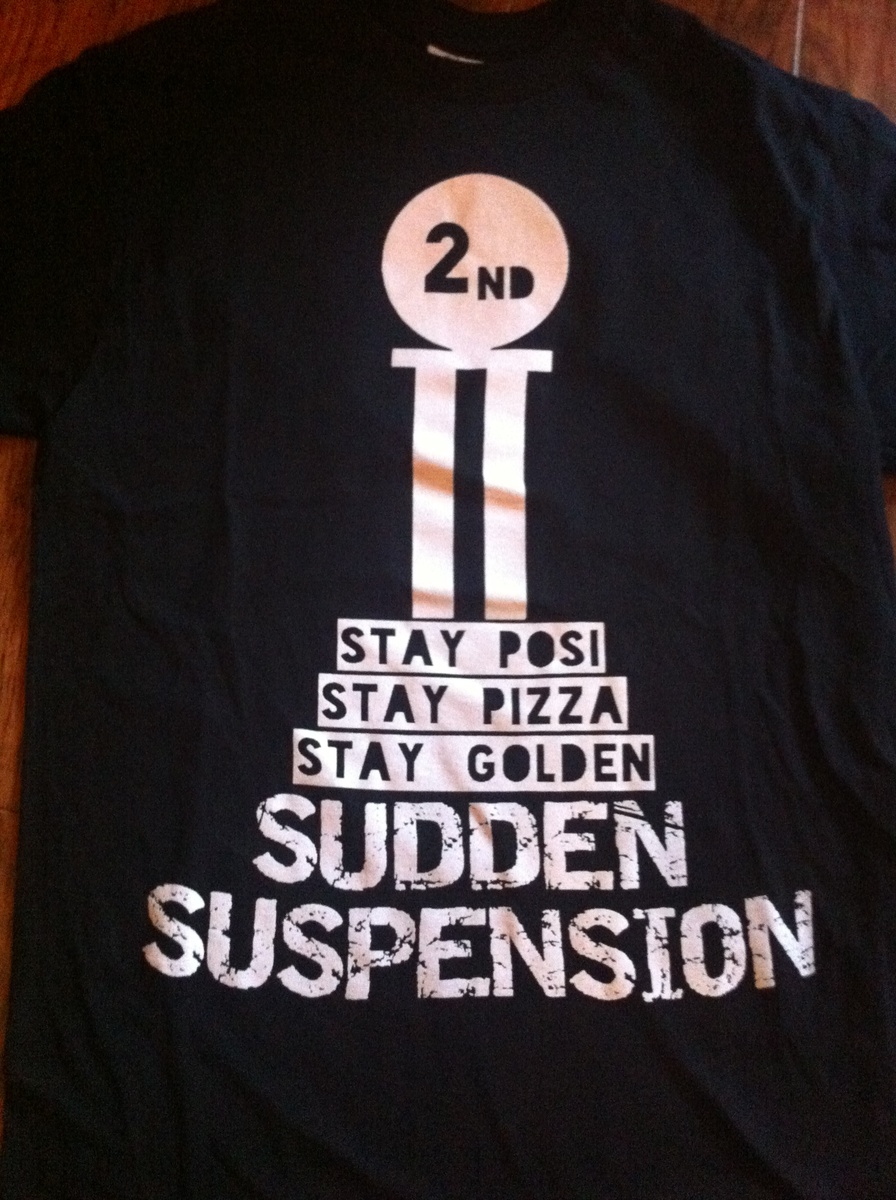 2ND
STAY POSI
STAY PIZZA
STAY GOLDEN
SUDDEN
SUSPENSION